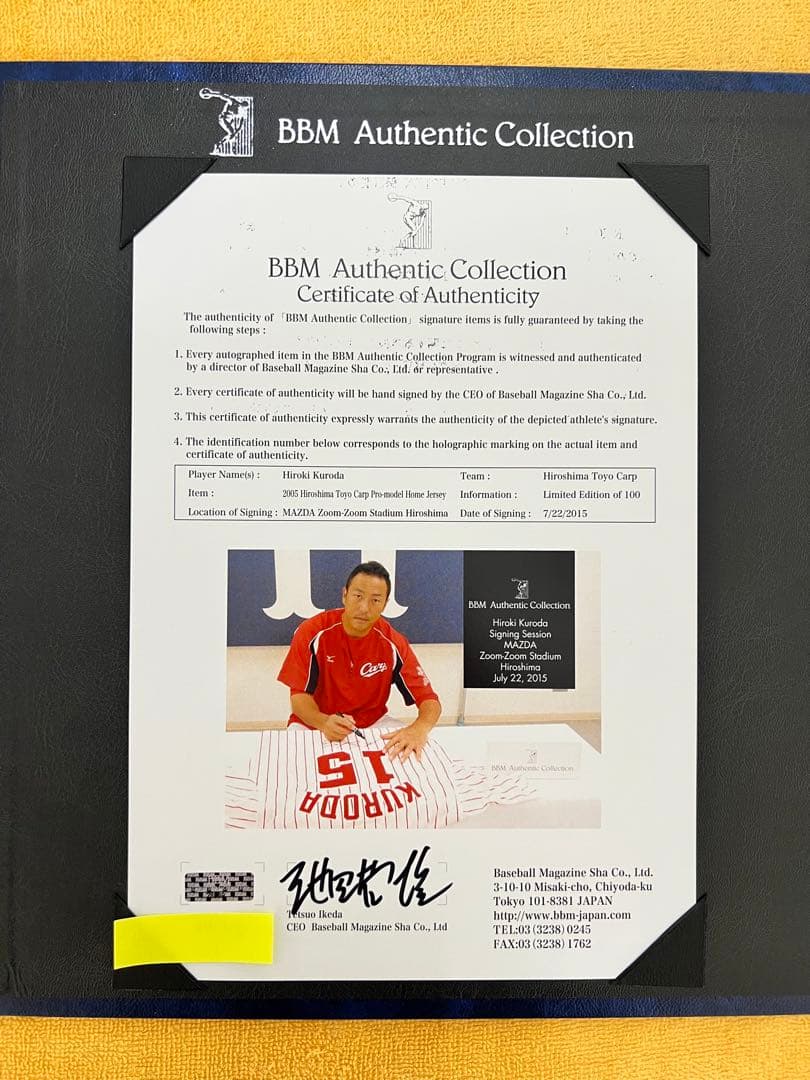 BBM Authentic Collection
BBM Authentic Collection
Certificate of Authenticity
The authenticity of 「BBM Authentic Collection」 signature items is fully guaranteed by taking the
following steps :
1. Every autographed item in the BBM Authentic Collection Program is witnessed and authenticated
by a director of Baseball Magazine Sha Co., Ltd. or representative .
2. Every certificate of authenticity will be hand signed by the CEO of Baseball Magazine Sha Co., Ltd.
3. This certificate of authenticity expressly warrants the authenticity of the depicted athlete's signature.
4. The identification number below corresponds to the holographic marking on the actual item and
certificate of authenticity.
Player Name(s) : Hiroki Kuroda Team : Hiroshima Toyo Carp
Item : 2005 Hiroshima Toyo Carp Pro-model Home Jersey Information : Limited Edition of 100
Location of Signing : MAZDA Zoom-Zoom Stadium Hiroshima Date of Signing : 7/22/2015
BBM Authentic Collection
Hiroki Kuroda
Signing Session
MAZDA
Zoom-Zoom Stadium
Hiroshima
July 22, 2015
Carp
15
KURODA
BBM Authentic Collection
Tetsuo Ikeda
CEO Baseball Magazine Sha Co., Ltd
Baseball Magazine Sha Co., Ltd.
3-10-10 Misaki-cho, Chiyoda-ku
Tokyo 101-8381 JAPAN
http://www.bbm-japan.com
TEL:03 (3238) 0245
FAX:03 (3238) 1762